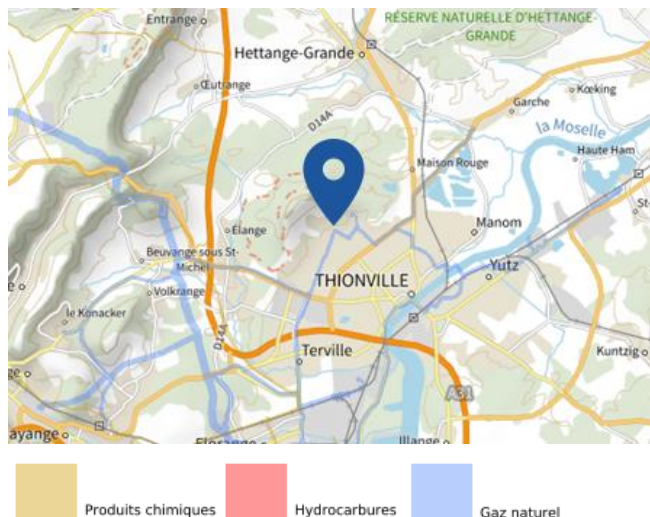 Entrange
RÉSERVE NATURELLE D'HETTANGE-
GRANDE
Hettange-Grande
Œutrange
Kœking
Garche
D14A
la Moselle
Haute Ham
Maison Rouge
St-
Manom
Élange
Beuvange sous St-
Michel
Yutz
THIONVILLE
Volkrange
le Konacker
D14A
Terville
Kuntzig
A31
ayange
Florange
Illange
Produits chimiques
Hydrocarbures
Gaz naturel